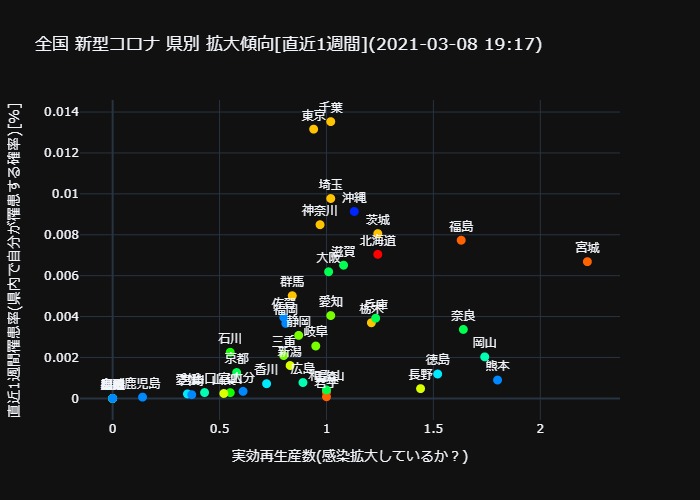 全国 新型コロナ 県別 拡大傾向[直近1週間](2021-03-08 19:17)
直近1週間罹患率(県内で自分が罹患する確率)[%]
0.014
0.012
0.01
0.008
0.006
0.004
0.002
0
千葉
東京
埼玉
沖縄
神奈川
茨城
北海道
福島
宮城
滋賀
大阪
群馬
愛知
兵庫
栃木
佐賀
福岡
静岡
岐阜
奈良
石川
三重
新潟
岡山
京都
香川
広島
徳島
熊本
長野
大分
鹿児島
0
0.5
1
1.5
2
実効再生産数(感染拡大しているか？)